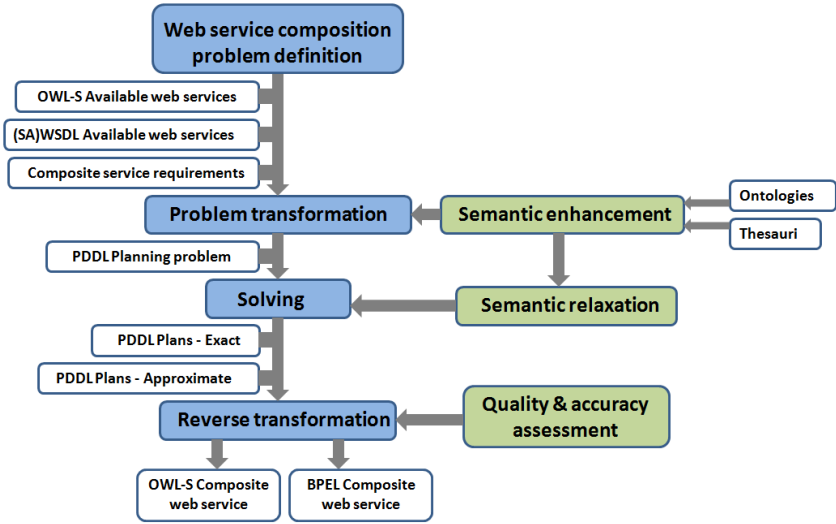 Web service composition
problem definition
OWL-S Available web services
(SA)WSDL Available web services
Composite service requirements
Problem transformation
Semantic enhancement
Ontologies
Thesauri
PDDL Planning problem
Solving
Semantic relaxation
PDDL Plans - Exact
PDDL Plans - Approximate
Reverse transformation
Quality & accuracy
assessment
OWL-S Composite
web service
BPEL Composite
web service